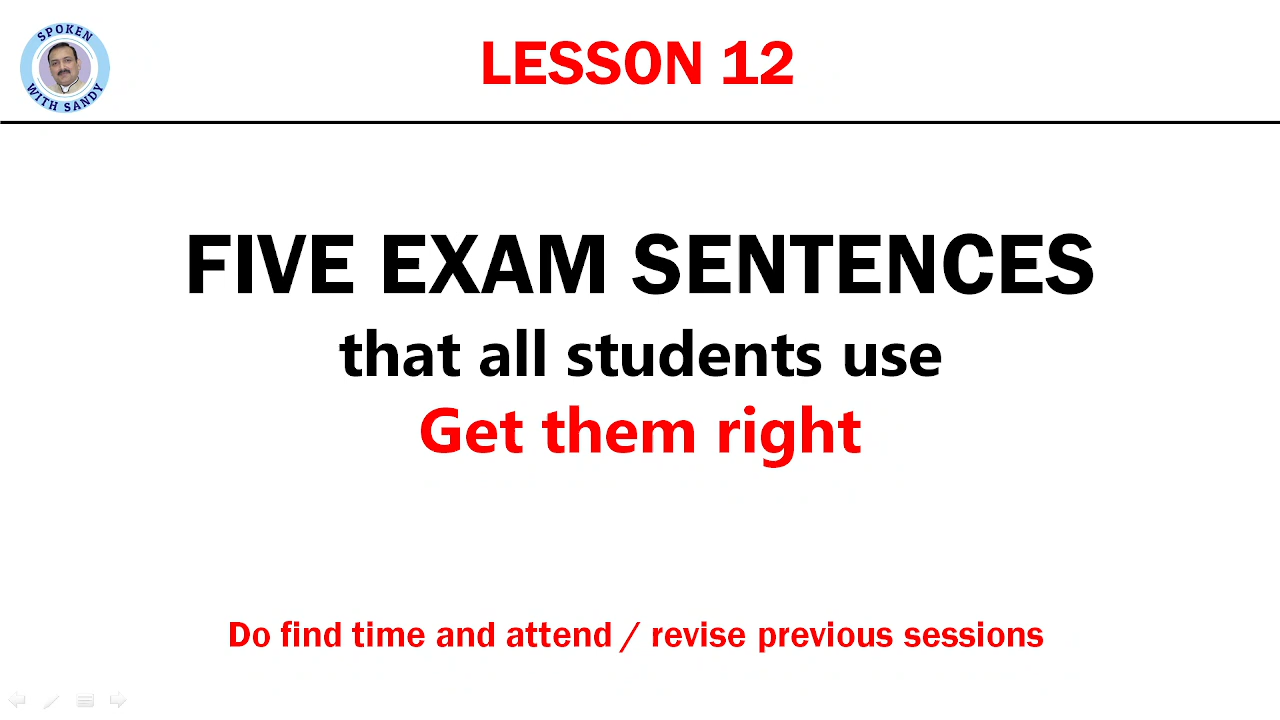 SPOKEN
WITH SANDY
LESSON 12
FIVE EXAM SENTENCES
that all students use
Get them right
Do find time and attend / revise previous sessions